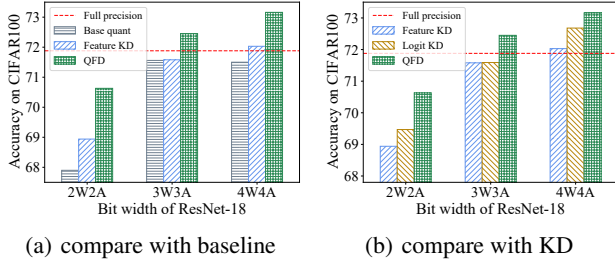 73
72
71
70
69
68
Accuracy on CIFAR100
Full precision
Base quant
Feature KD
QFD
2W2A 3W3A 4W4A
Bit width of ResNet-18
(a) compare with baseline
73
72
71
70
69
68
Accuracy on CIFAR100
Full precision
Feature KD
Logit KD
QFD
2W2A 3W3A 4W4A
Bit width of ResNet-18
(b) compare with KD